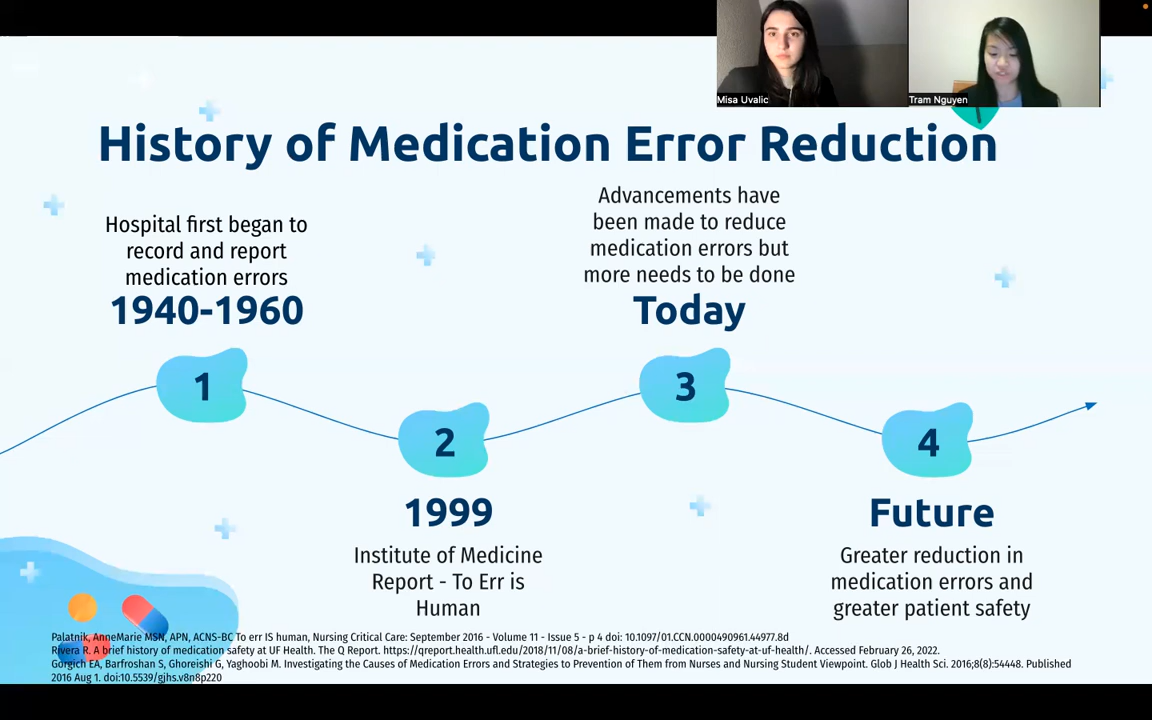 Misa Uvalic
Tram Nguyen
History of Medication Error Reduction
Hospital first began to
record and report
medication errors
1940-1960
Advancements have
been made to reduce
medication errors but
more needs to be done
Today
1
2
3
4
1999
Institute of Medicine
Report - To Err is
Human
Future
Greater reduction in
medication errors and
greater patient safety
Palatnik, AnneMarie MSN, APN, ACNS-BC To err IS human, Nursing Critical Care: September 2016 - Volume 11 - Issue 5 - p 4 doi: 10.1097/01.CCN.0000490961.44977.8d
Rivera R. A brief history of medication safety at UF Health. The Q Report. https://qreport.health.ufl.edu/2018/11/08/a-brief-history-of-medication-safety-at-uf-health/. Accessed February 26, 2022.
Gorgich EA, Barfroshan S, Ghoreishi G, Yaghoobi M. Investigating the Causes of Medication Errors and Strategies to Prevention of Them from Nurses and Nursing Student Viewpoint. Glob J Health Sci. 2016;8(8):54448. Published
2016 Aug 1. doi:10.5539/gjhs.v8n8p220